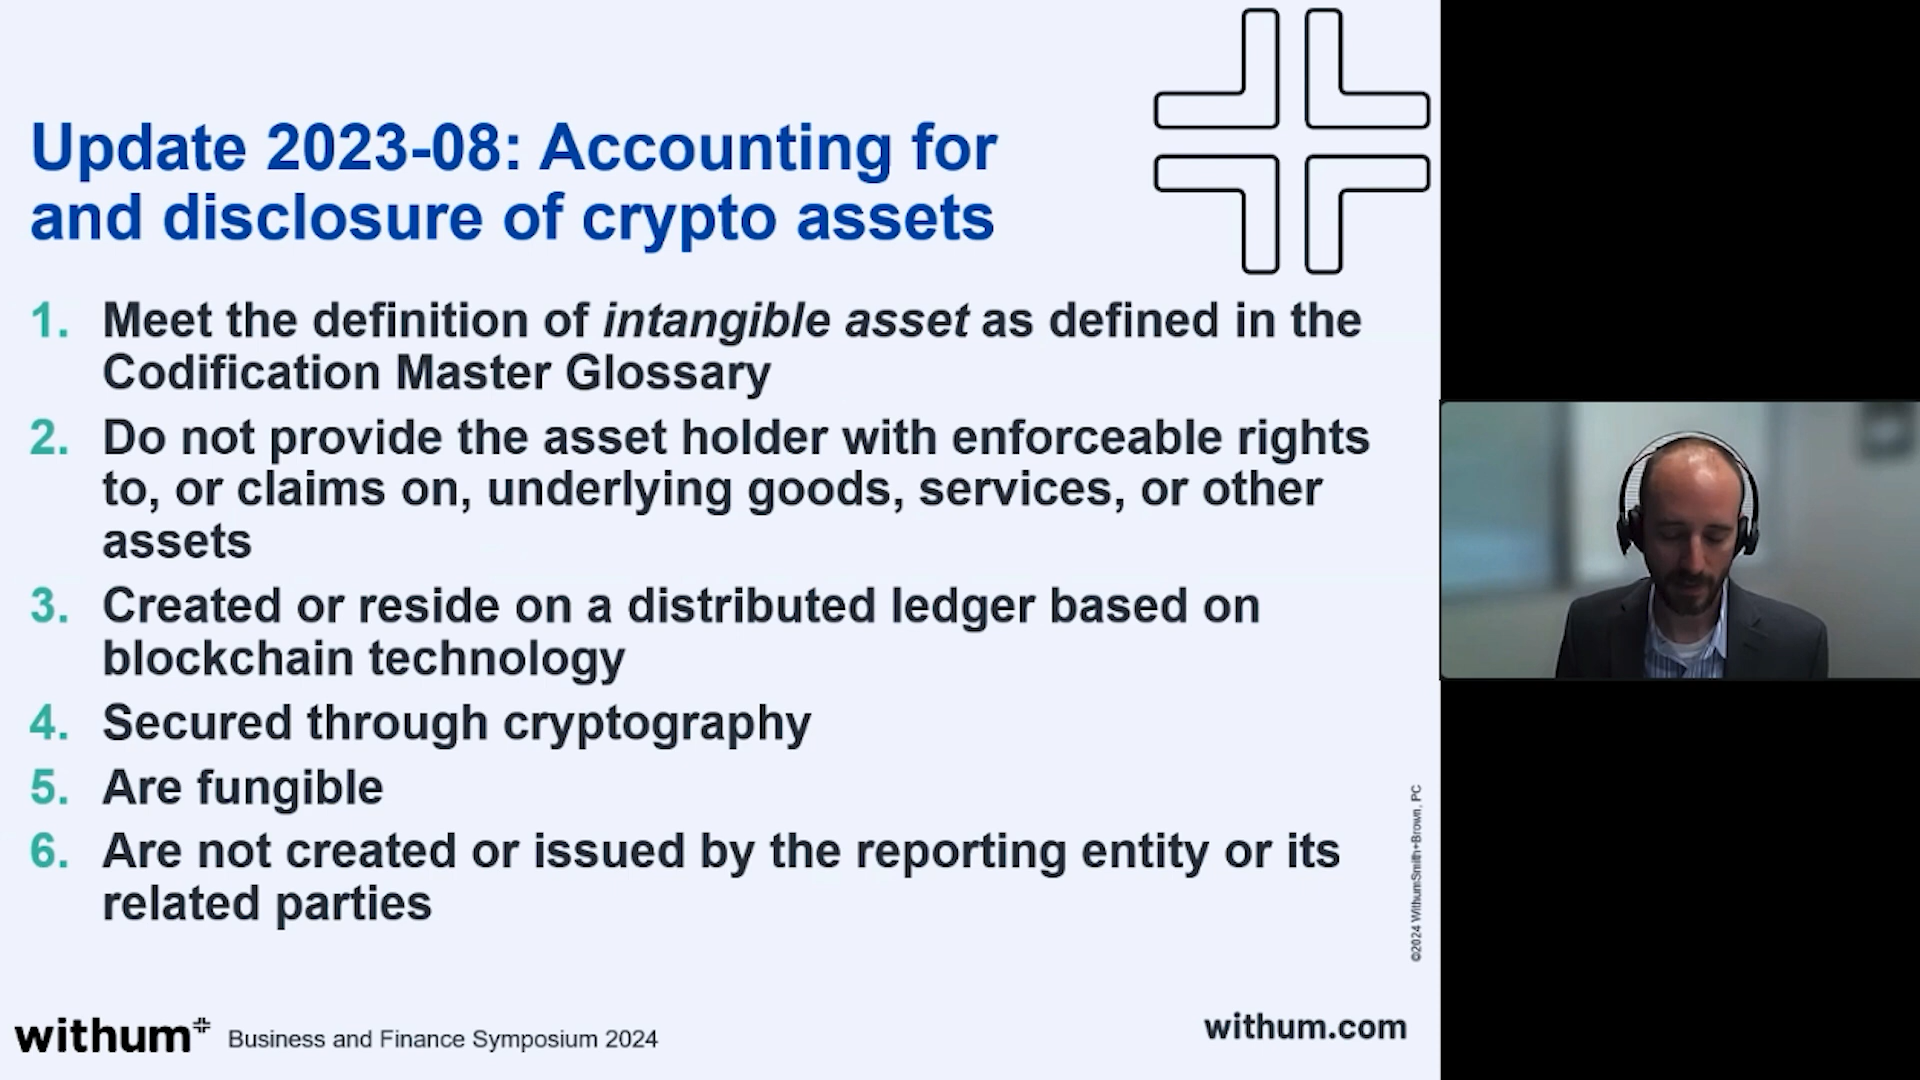 Update 2023-08: Accounting for
and disclosure of crypto assets
1. Meet the definition of intangible asset as defined in the
Codification Master Glossary
2. Do not provide the asset holder with enforceable rights
to, or claims on, underlying goods, services, or other
assets
3. Created or reside on a distributed ledger based on
blockchain technology
4. Secured through cryptography
5. Are fungible
6. Are not created or issued by the reporting entity or its
related parties
©2024 WithumSmith+Brown, PC
withum
Business and Finance Symposium 2024
withum.com